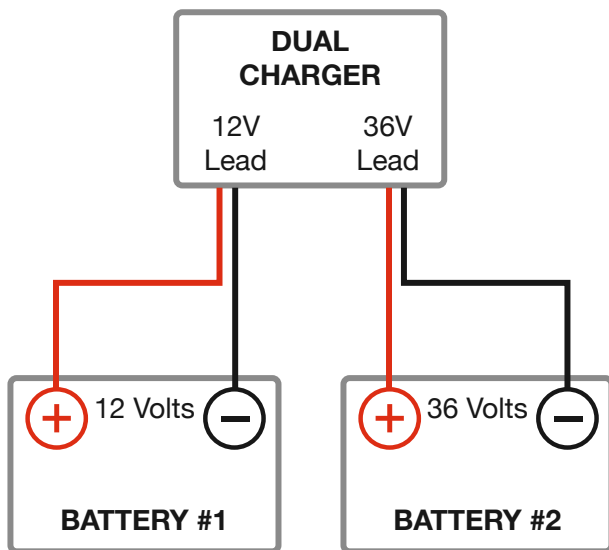 DUAL
CHARGER
12V
Lead
36V
Lead
+ 12 Volts −
+ 36 Volts −
BATTERY #1
BATTERY #2